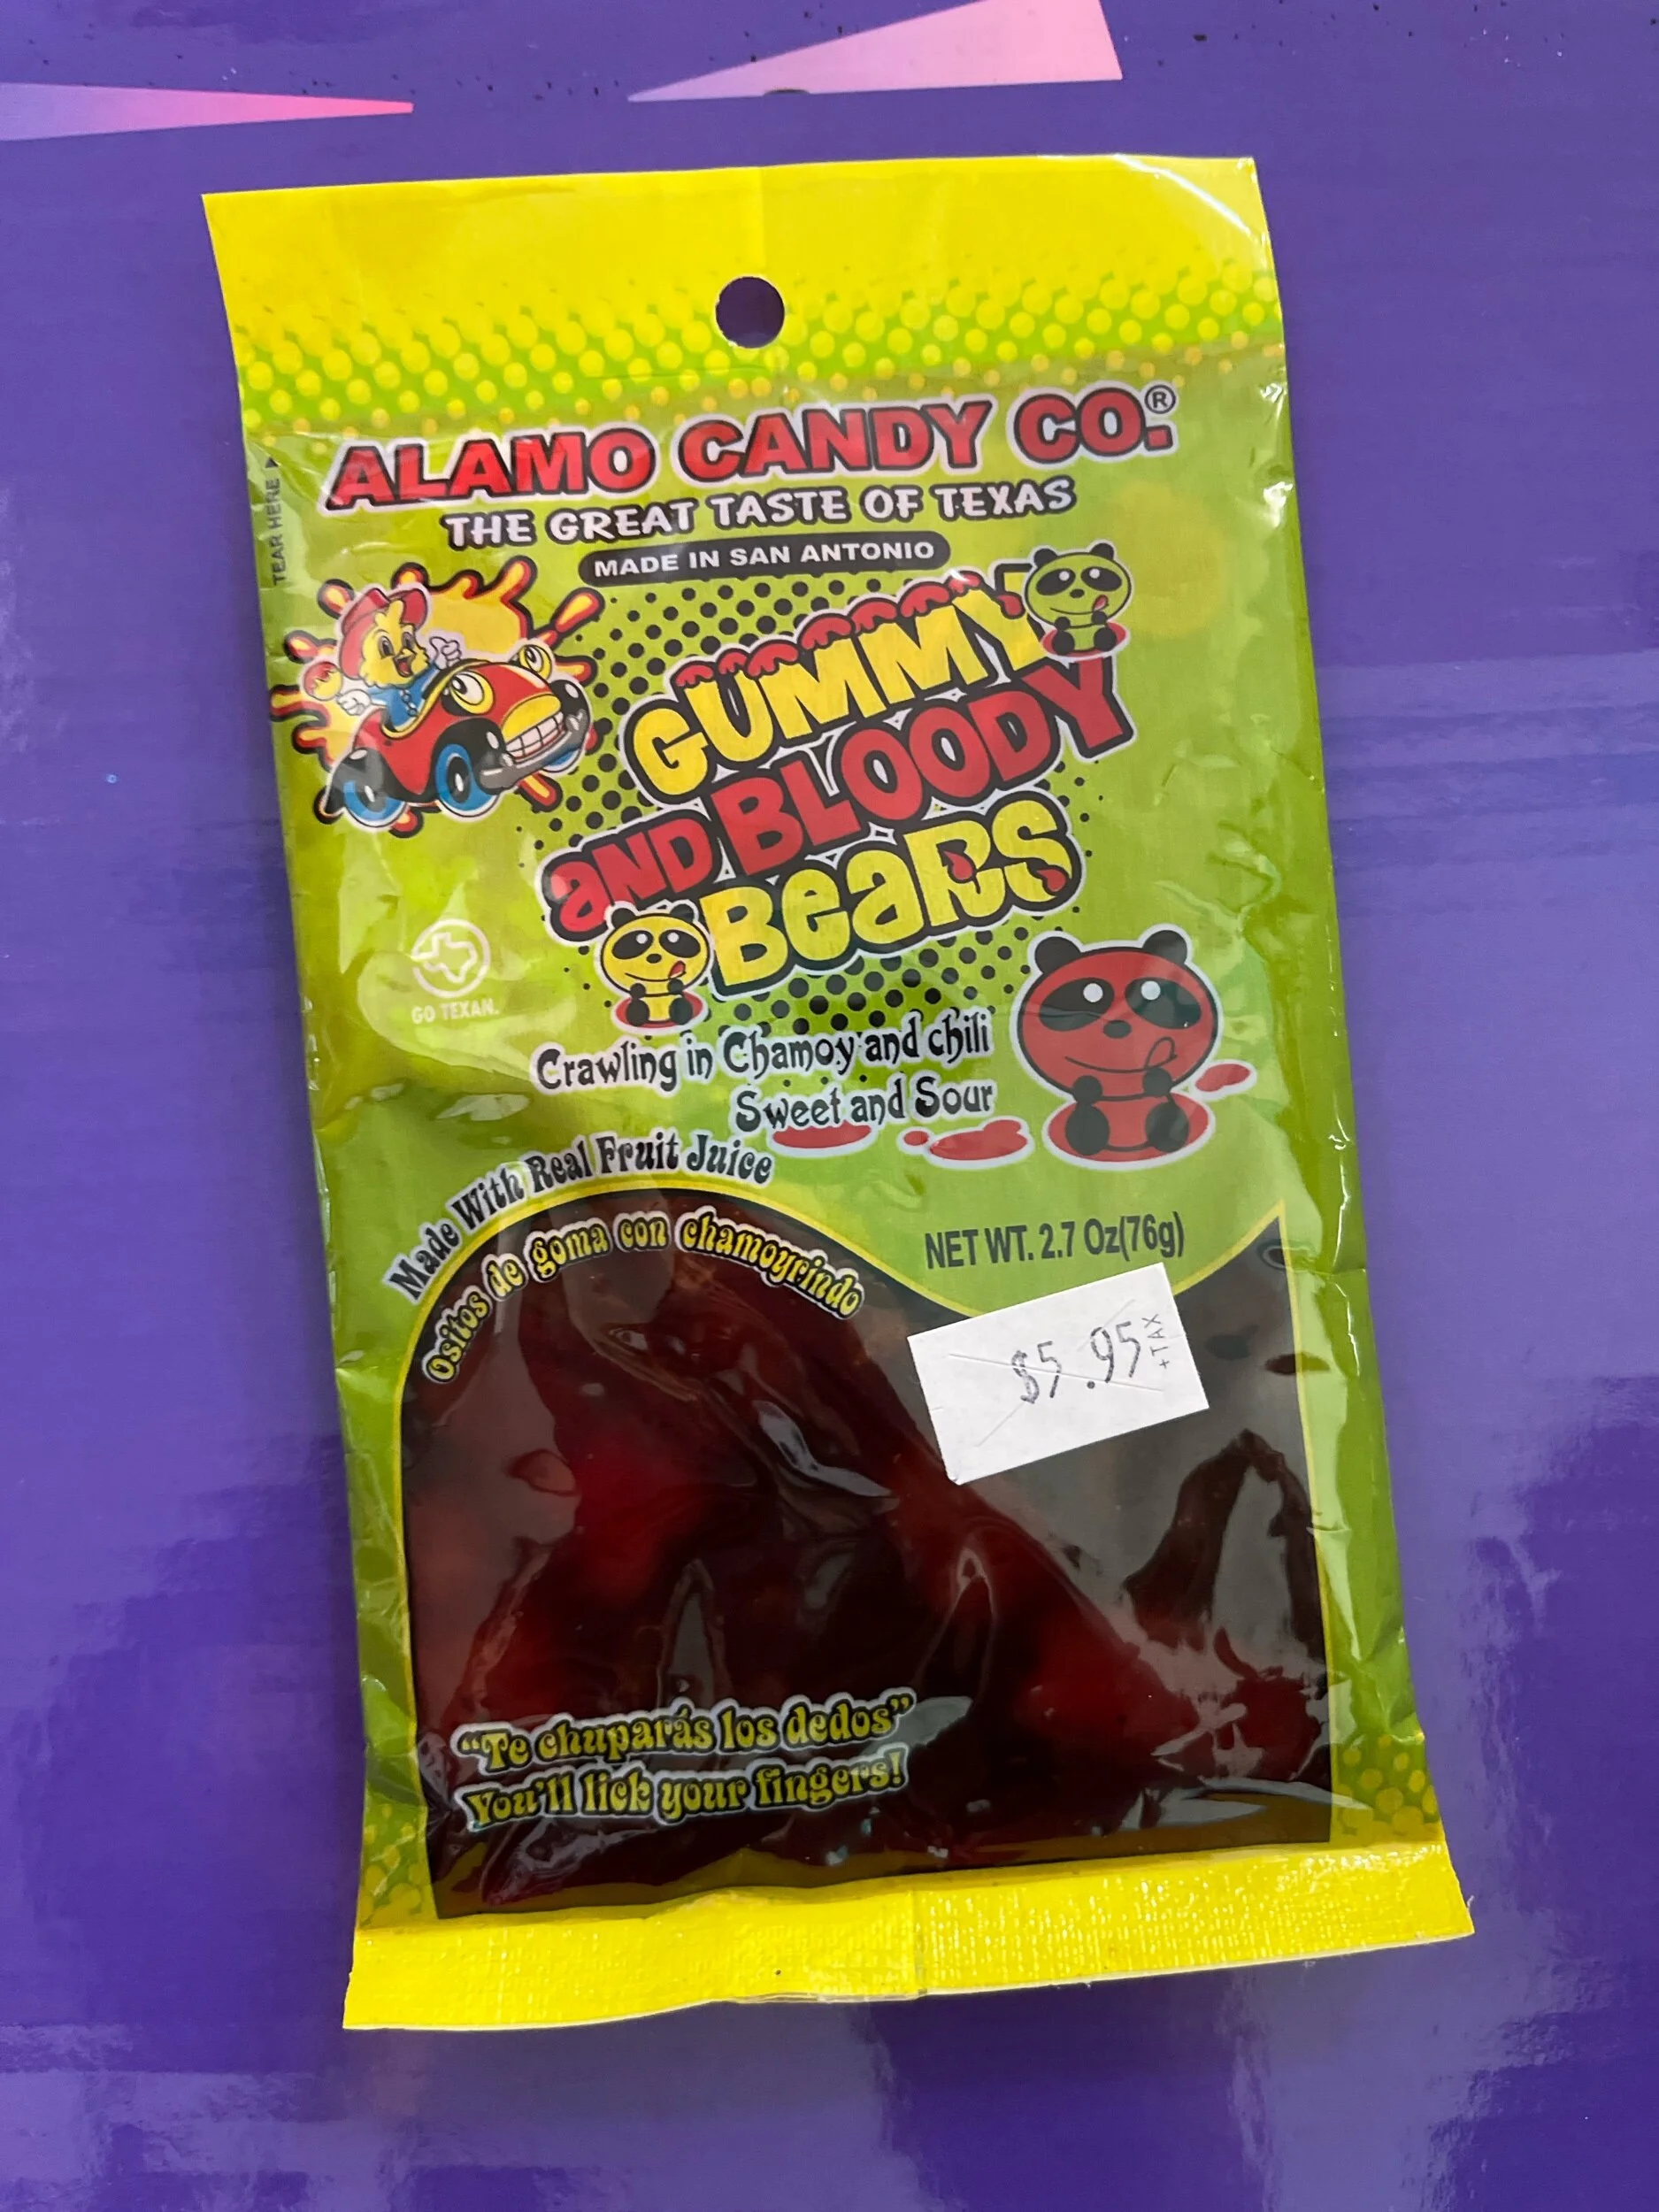 ALAMO CANDY CO.®
THE GREAT TASTE OF TEXAS
MADE IN SAN ANTONIO
TEAR HERE
GUMMY
AND BLOODY
BEARS
GO TEXAN.
Crawling in Chamoy and chili
Sweet and Sour
Made With Real Fruit Juice
Ositos de goma con chamoyrindo
NET WT. 2.7 Oz(76g)
$5.95 +TAX
“Te chuparás los dedos”
You'll lick your fingers!